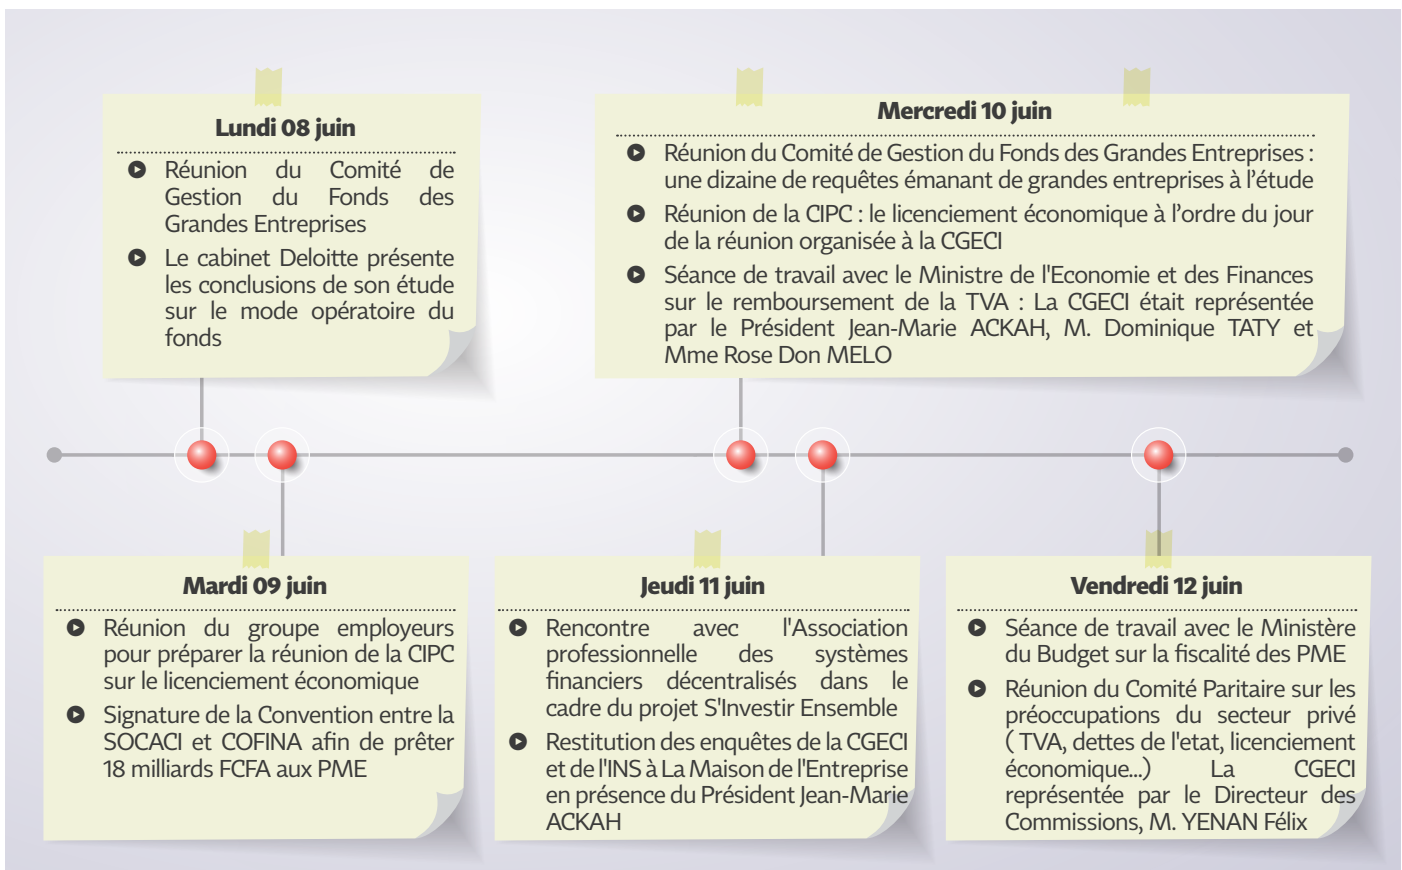 Lundi 08 juin
Réunion du Comité de
Gestion du Fonds des
Grandes Entreprises
Le cabinet Deloitte présente
les conclusions de son étude
sur le mode opératoire du
fonds
Mercredi 10 juin
Réunion du Comité de Gestion du Fonds des Grandes Entreprises :
une dizaine de requêtes émanant de grandes entreprises à l’étude
Réunion de la CIPC : le licenciement économique à l’ordre du jour
de la réunion organisée à la CGECI
Séance de travail avec le Ministre de l'Economie et des Finances
sur le remboursement de la TVA : La CGECI était représentée
par le Président Jean-Marie ACKAH, M. Dominique TATY et
Mme Rose Don MELO
Mardi 09 juin
Réunion du groupe employeurs
pour préparer la réunion de la CIPC
sur le licenciement économique
Signature de la Convention entre la
SOCACI et COFINA afin de prêter
18 milliards FCFA aux PME
Jeudi 11 juin
Rencontre avec l'Association
professionnelle des systèmes
financiers décentralisés dans le
cadre du projet S'Investir Ensemble
Restitution des enquêtes de la CGECI
et de l'INS à La Maison de l'Entreprise
en présence du Président Jean-Marie
ACKAH
Vendredi 12 juin
Séance de travail avec le Ministère
du Budget sur la fiscalité des PME
Réunion du Comité Paritaire sur les
préoccupations du secteur privé
( TVA, dettes de l'etat, licenciement
économique...) La CGECI
représentée par le Directeur des
Commissions, M. YENAN Félix